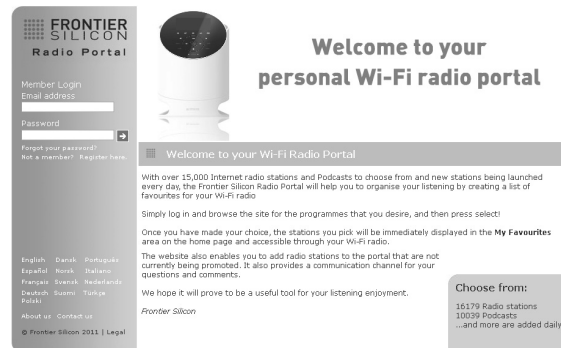 FRONTIER
SILICON
Radio Portal
Member Login
Email address
Password
Forgot your password?
Not a member? Register here.
English Dansk Português
Español Norsk Italiano
Français Svensk Nederlands
Deutsch Suomi Türkçe
Polski
About us Contact us
© Frontier Silicon 2011 | Legal
Welcome to your
personal Wi-Fi radio portal
Welcome to your Wi-Fi Radio Portal
With over 15,000 Internet radio stations and Podcasts to choose from and new stations being launched
every day, the Frontier Silicon Radio Portal will help you to organise your listening by creating a list of
favourites for your Wi-Fi radio
Simply log in and browse the site for the programmes that you desire, and then press select!
Once you have made your choice, the stations you pick will be immediately displayed in the My Favourites
area on the home page and accessible through your Wi-Fi radio.
The website also enables you to add radio stations to the portal that are not
currently being promoted. It also provides a communication channel for your
questions and comments.
We hope it will prove to be a useful tool for your listening enjoyment.
Frontier Silicon
Choose from:
16179 Radio stations
10039 Podcasts
...and more are added daily